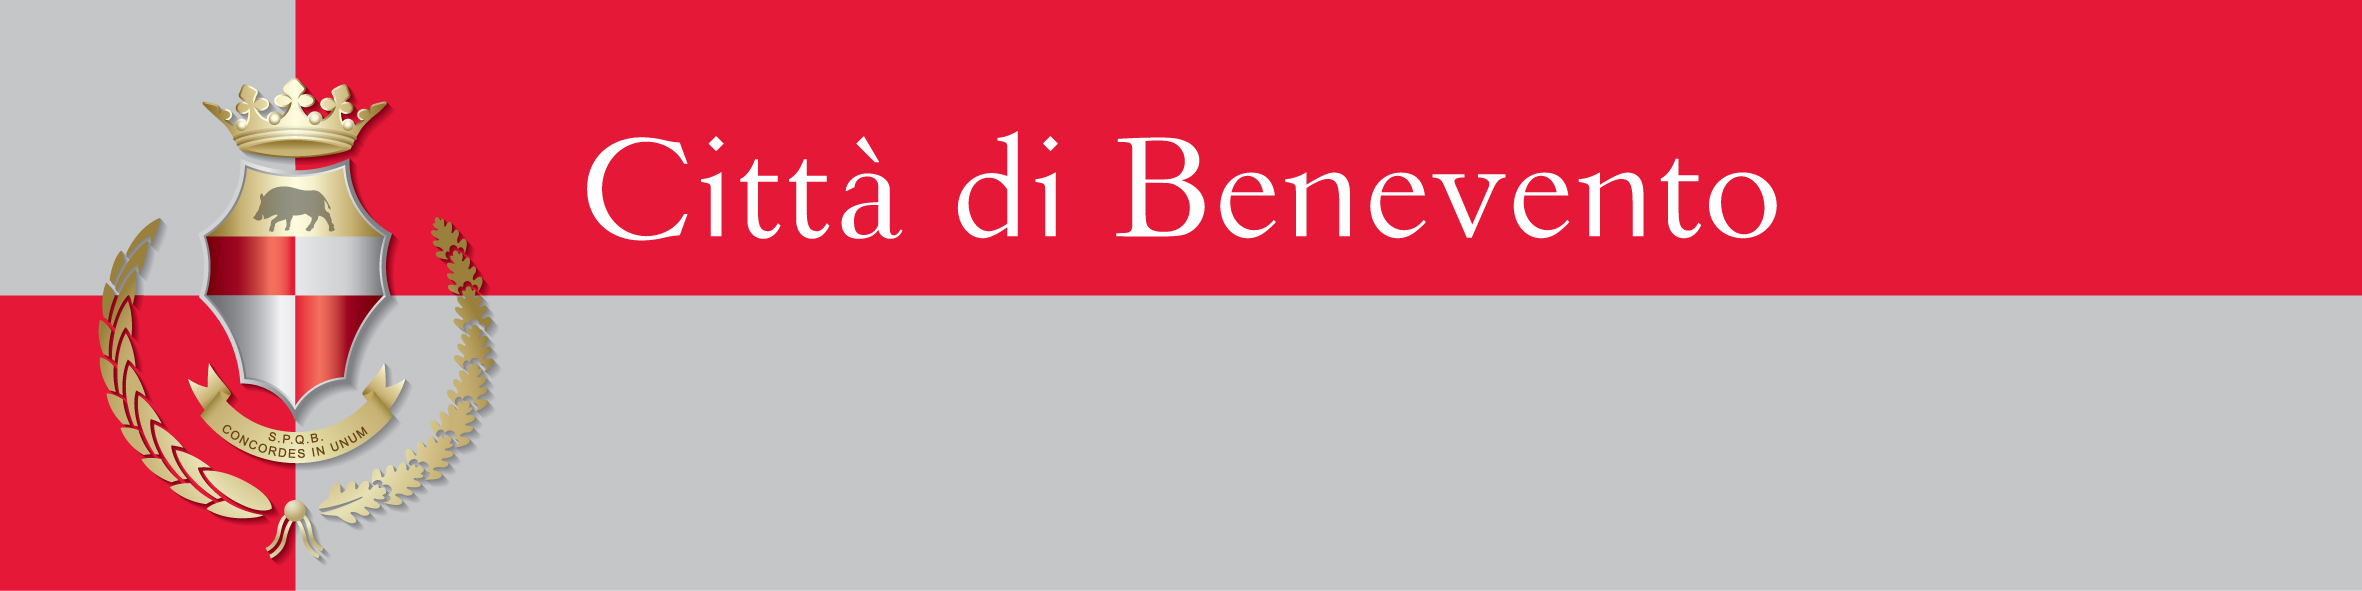 Città di Benevento
S.P.Q.B.
CONCORDES IN UNUM